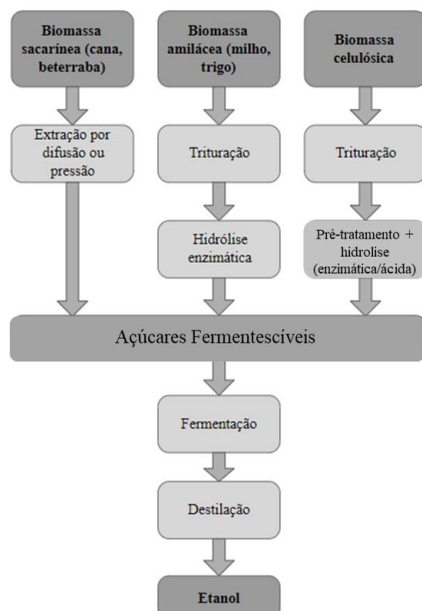 Biomassa
sacarínea (cana,
beterraba)
Biomassa
amilácea (milho,
trigo)
Biomassa
celulósica
Extração por
difusão ou
pressão
Trituração
Trituração
Hidrólise
enzimática
Pré-tratamento +
hidrolise
(enzimática/ácida)
Açúcares Fermentescíveis
Fermentação
Destilação
Etanol